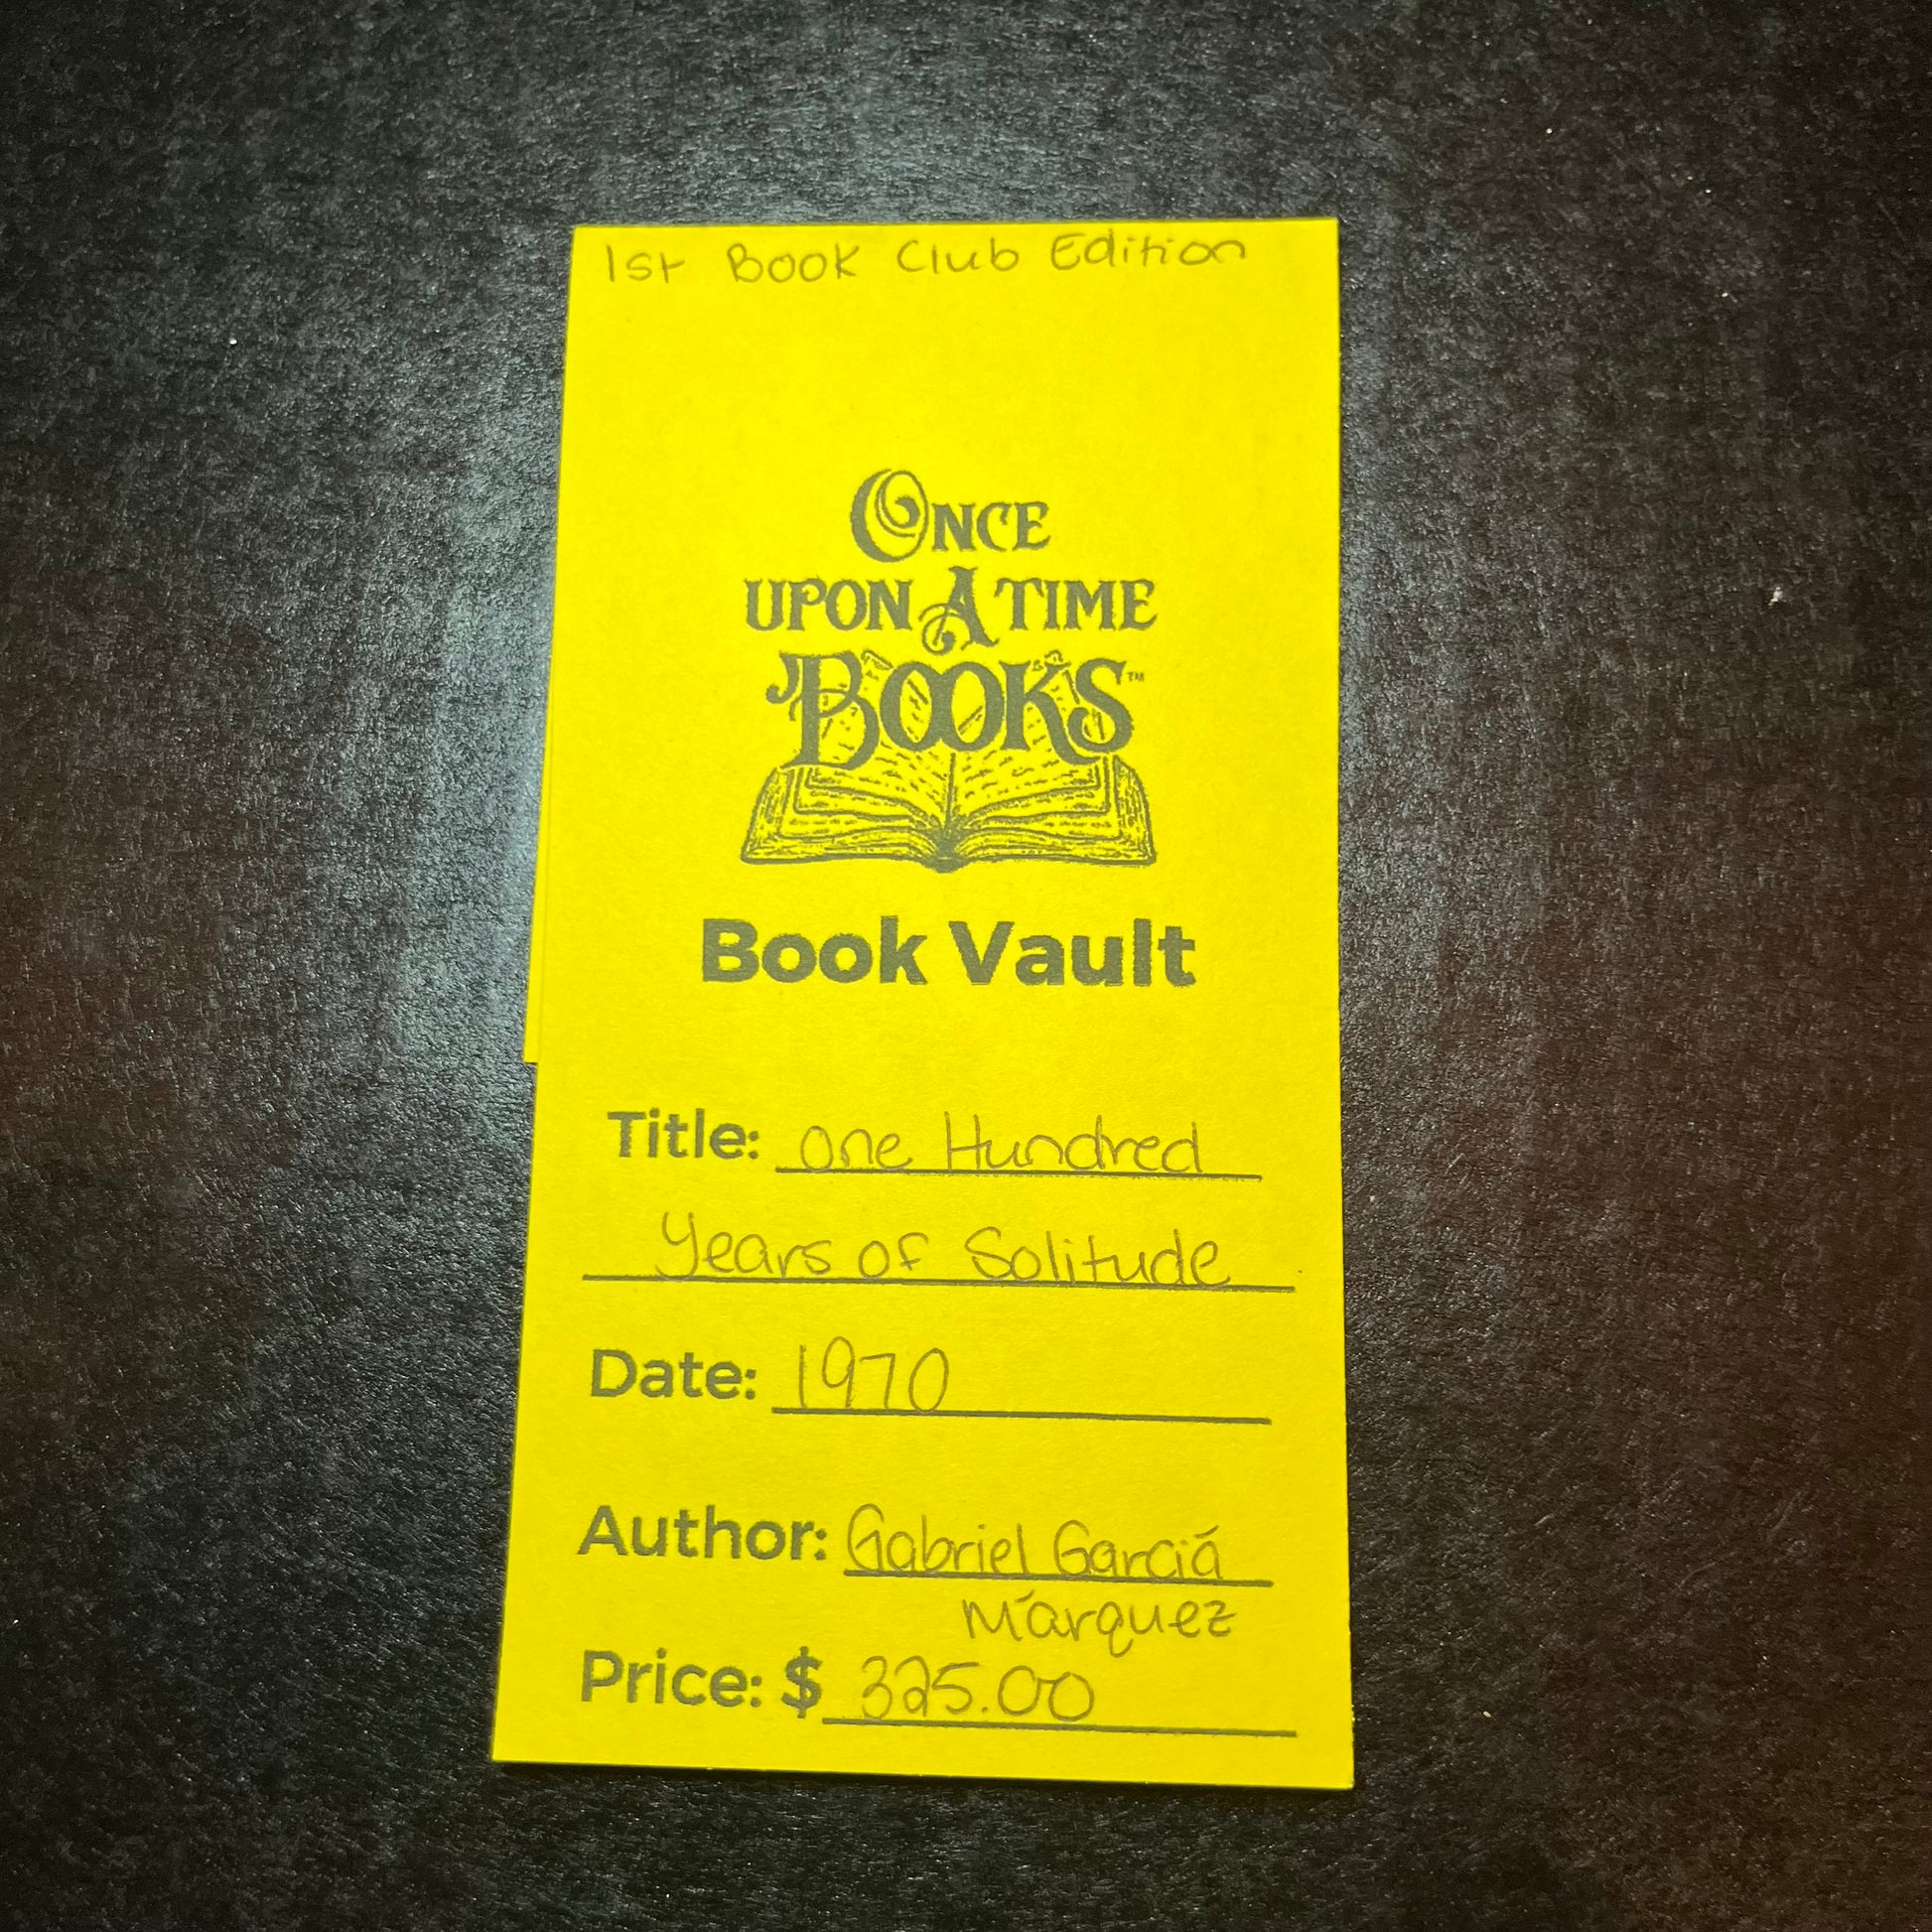 1st Book Club Edition
ONCE
UPON A TIME
BOOKS™
Book Vault
Title: One Hundred
Years of Solitude
Date: 1970
Author: Gabriel Garciá
Márquez
Price: $ 325.00